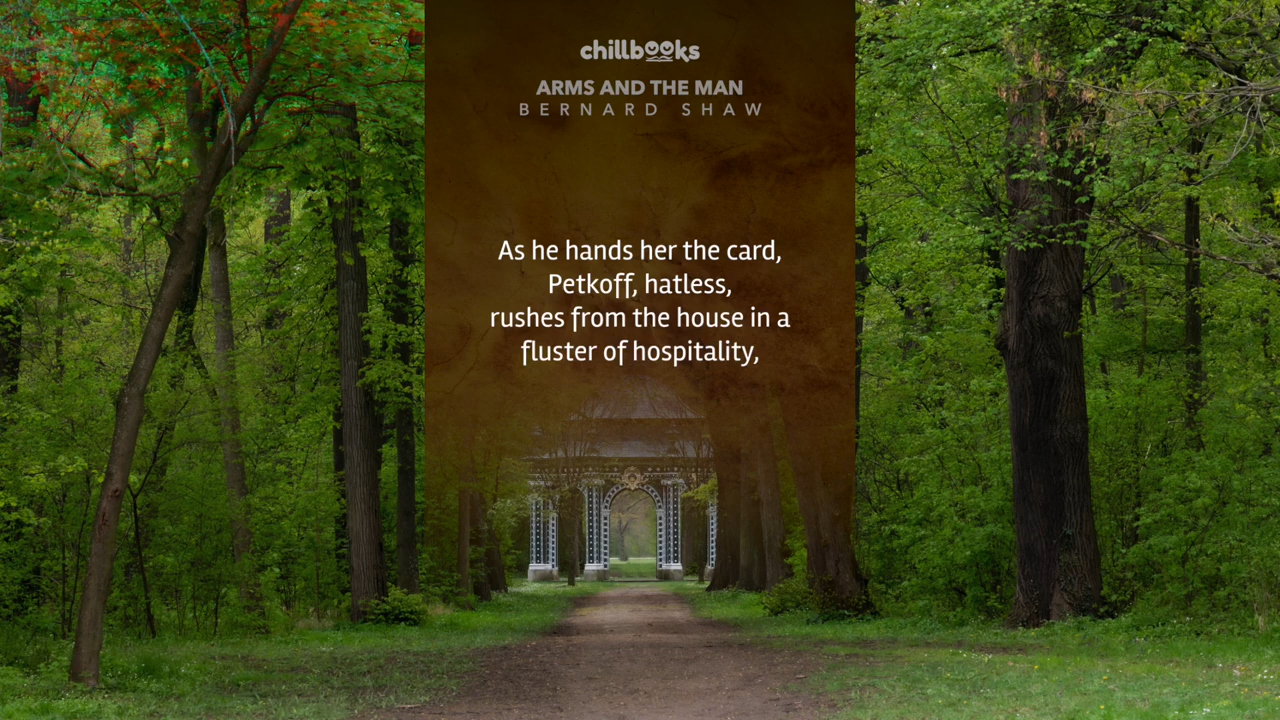 chillbooks
ARMS AND THE MAN
BERNARD SHAW
As he hands her the card,
Petkoff, hatless,
rushes from the house in a
fluster of hospitality,